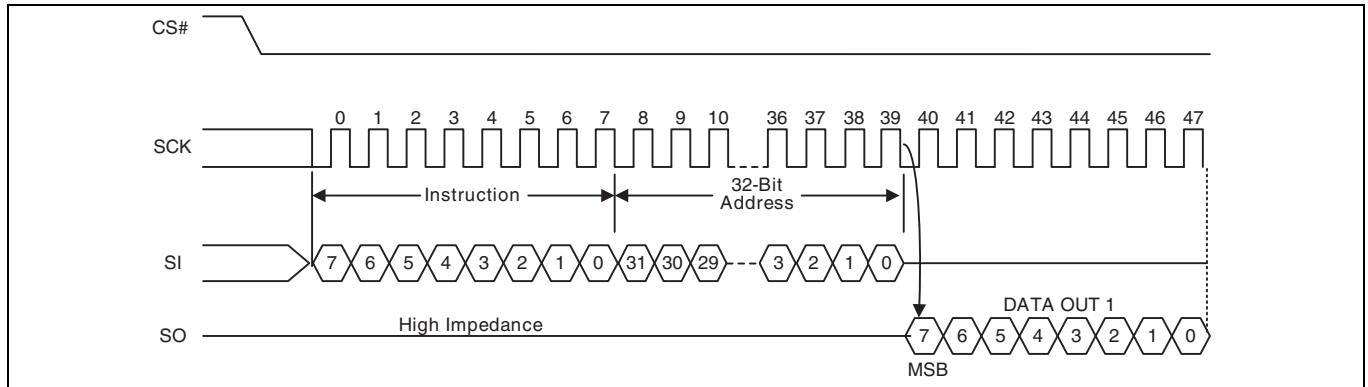 CS#
0 1 2 3 4 5 6 7 8 9 10 36 37 38 39 40 41 42 43 44 45 46 47
SCK
Instruction
32-Bit
Address
SI
7 6 5 4 3 2 1 0 31 30 29 3 2 1 0
DATA OUT 1
SO
High Impedance
7 6 5 4 3 2 1 0
MSB